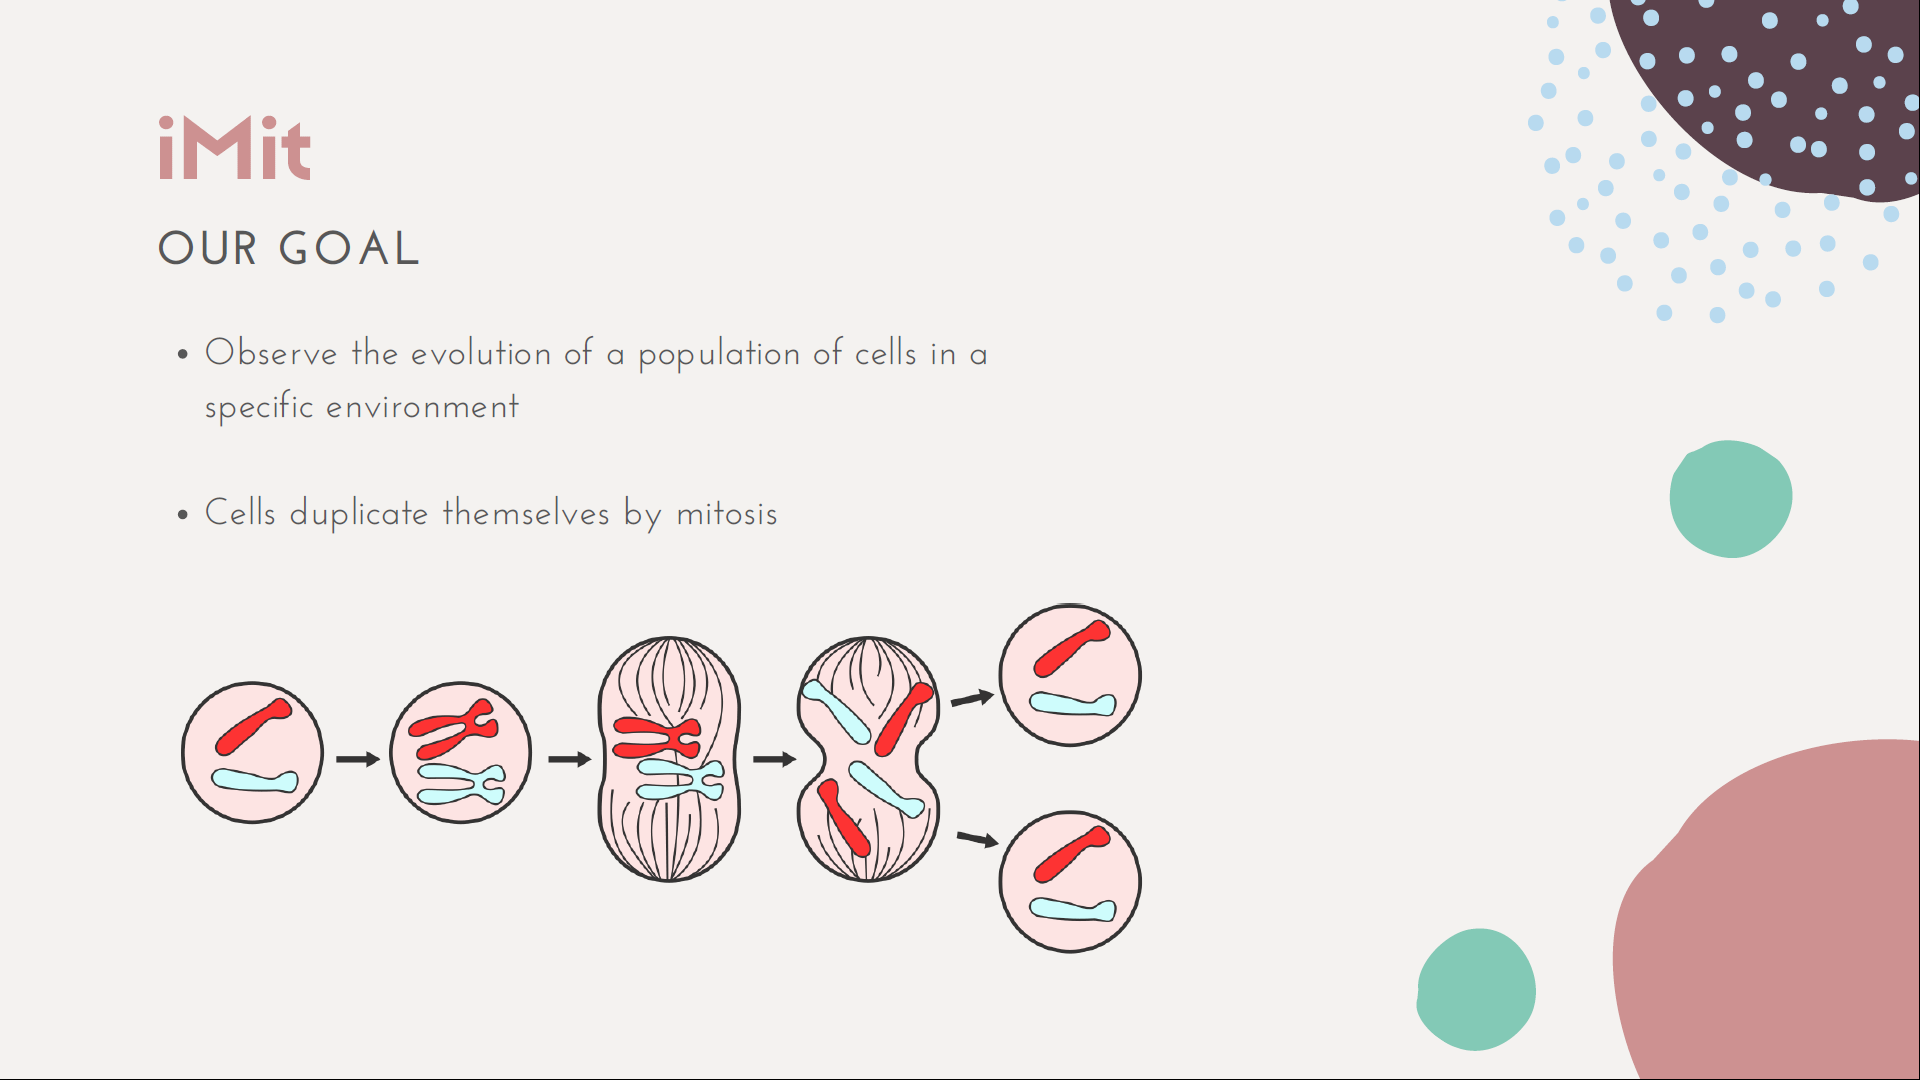 iMit
OUR GOAL
• Observe the evolution of a population of cells in a
specific environment
• Cells duplicate themselves by mitosis